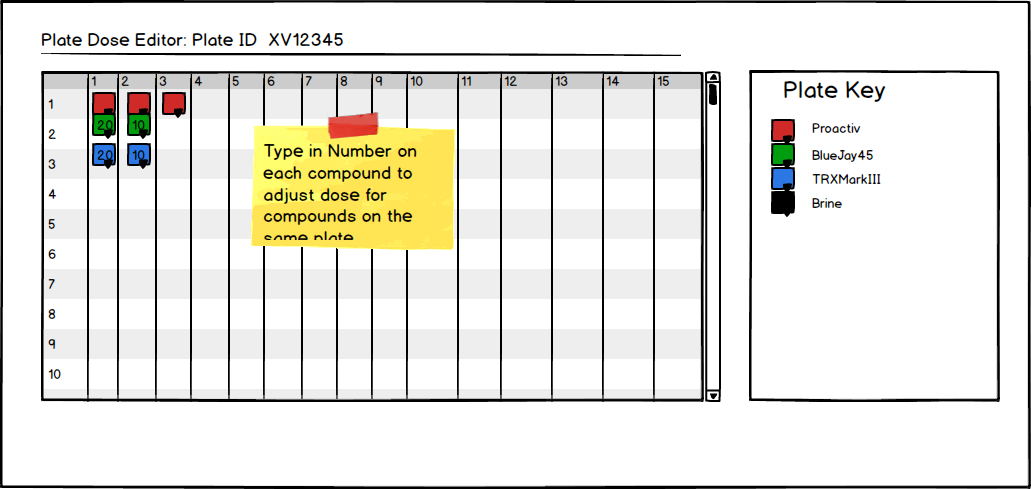 Plate Dose Editor: Plate ID XV12345
1 2 3 4 5 6 7 8 9 10 11 12 13 14 15
1
2 20 10
3 20 10
4
5
6
7
8
9
10
Type in Number on
each compound to
adjust dose for
compounds on the
same plate
Plate Key
Proactiv
BlueJay45
TRXMarkIII
Brine